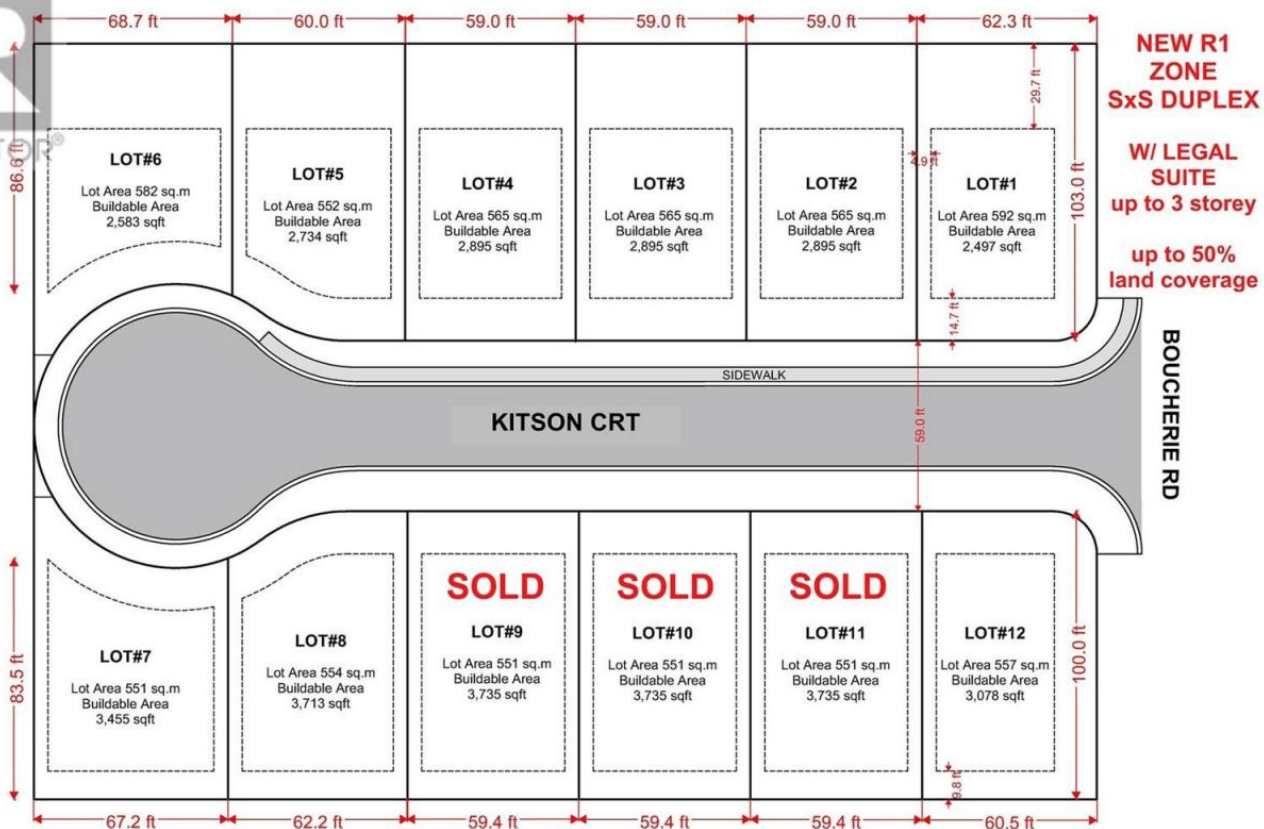 68.7 ft
60.0 ft
59.0 ft
59.0 ft
59.0 ft
62.3 ft
NEW R1
ZONE
SxS DUPLEX
W/ LEGAL
SUITE
up to 3 storey
up to 50%
land coverage
R
TOR®
86.6 ft
LOT#6
Lot Area 582 sq.m
Buildable Area
2,583 sqft
LOT#5
Lot Area 552 sq.m
Buildable Area
2,734 sqft
LOT#4
Lot Area 565 sq.m
Buildable Area
2,895 sqft
LOT#3
Lot Area 565 sq.m
Buildable Area
2,895 sqft
LOT#2
Lot Area 565 sq.m
Buildable Area
2,895 sqft
4.9 ft
29.7 ft
LOT#1
Lot Area 592 sq.m
Buildable Area
2,497 sqft
103.0 ft
14.7 ft
SIDEWALK
KITSON CRT
59.0 ft
BOUCHERIE RD
83.5 ft
LOT#7
Lot Area 551 sq.m
Buildable Area
3,455 sqft
LOT#8
Lot Area 554 sq.m
Buildable Area
3,713 sqft
SOLD
LOT#9
Lot Area 551 sq.m
Buildable Area
3,735 sqft
SOLD
LOT#10
Lot Area 551 sq.m
Buildable Area
3,735 sqft
SOLD
LOT#11
Lot Area 551 sq.m
Buildable Area
3,735 sqft
LOT#12
Lot Area 557 sq.m
Buildable Area
3,078 sqft
100.0 ft
9.8 ft
67.2 ft
62.2 ft
59.4 ft
59.4 ft
59.4 ft
60.5 ft